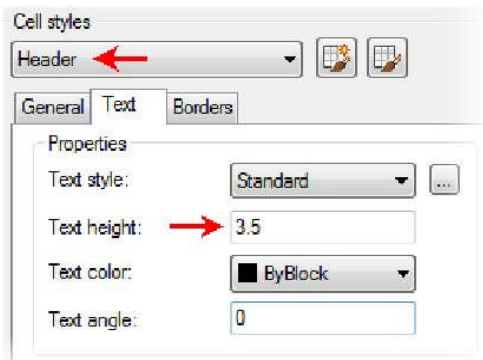 Cell styles
Header
General Text Borders
Properties
Text style: Standard ...
Text height: 3.5
Text color: ByBlock
Text angle: 0